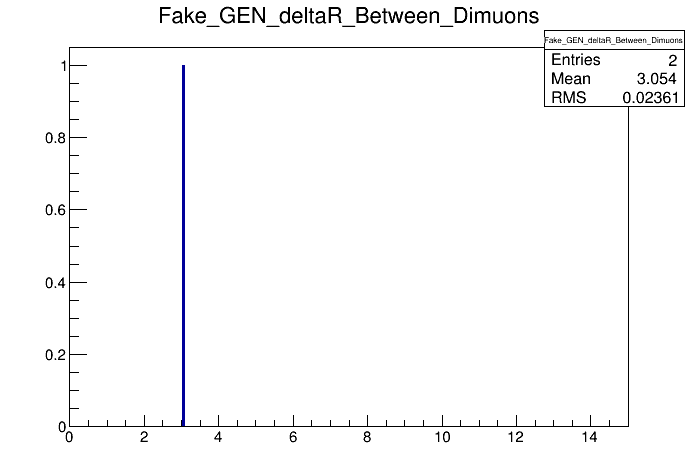 Fake_GEN_deltaR_Between_Dimuons
Fake_GEN_deltaR_Between_Dimuons
Entries 2
Mean 3.054
RMS 0.02361
1
0.8
0.6
0.4
0.2
0
0 2 4 6 8 10 12 14